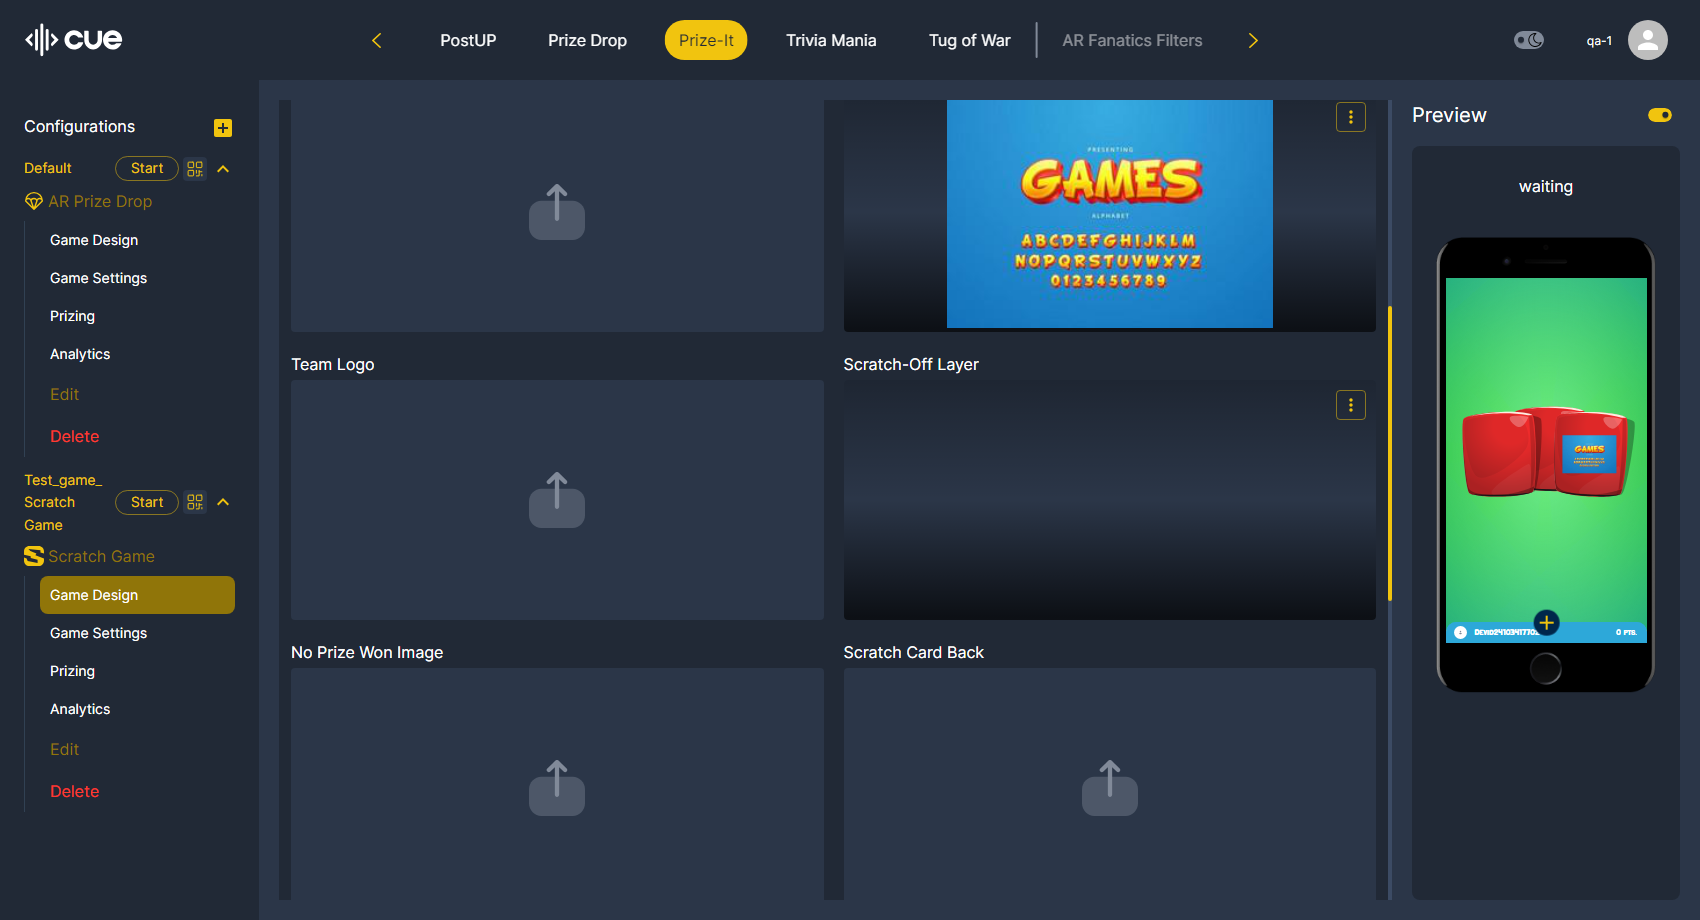 cue
PostUP
Prize Drop
Prize-It
Trivia Mania
Tug of War
AR Fanatics Filters
qa-1
Configurations
Default
Start
AR Prize Drop
Game Design
Game Settings
Prizing
Analytics
Edit
Delete
Test_game_
Scratch
Game
Start
Scratch Game
Game Design
Game Settings
Prizing
Analytics
Edit
Delete
PRESENTING
GAMES
ALPHABET
ABCDEFGHIJKLM
NOPQRSTUVWXYZ
0123456789
Team Logo
Scratch-Off Layer
No Prize Won Image
Scratch Card Back
Preview
waiting
GAMES
0 PTS.